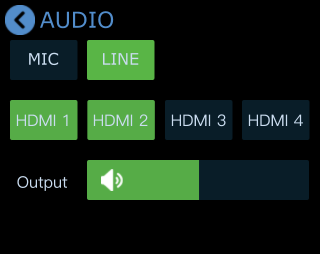 AUDIO
MIC LINE
HDMI 1 HDMI 2 HDMI 3 HDMI 4
Output